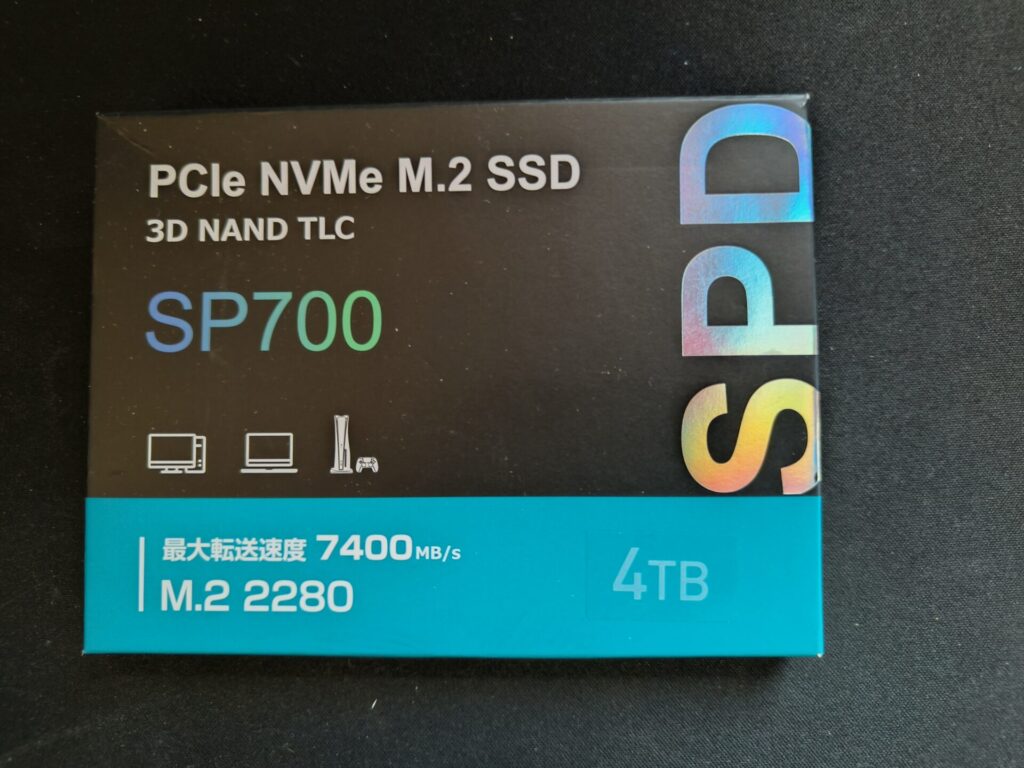 PCIe NVMe M.2 SSD
3D NAND TLC
SP700
SPD
最大転送速度 7400MB/s
M.2 2280
4TB